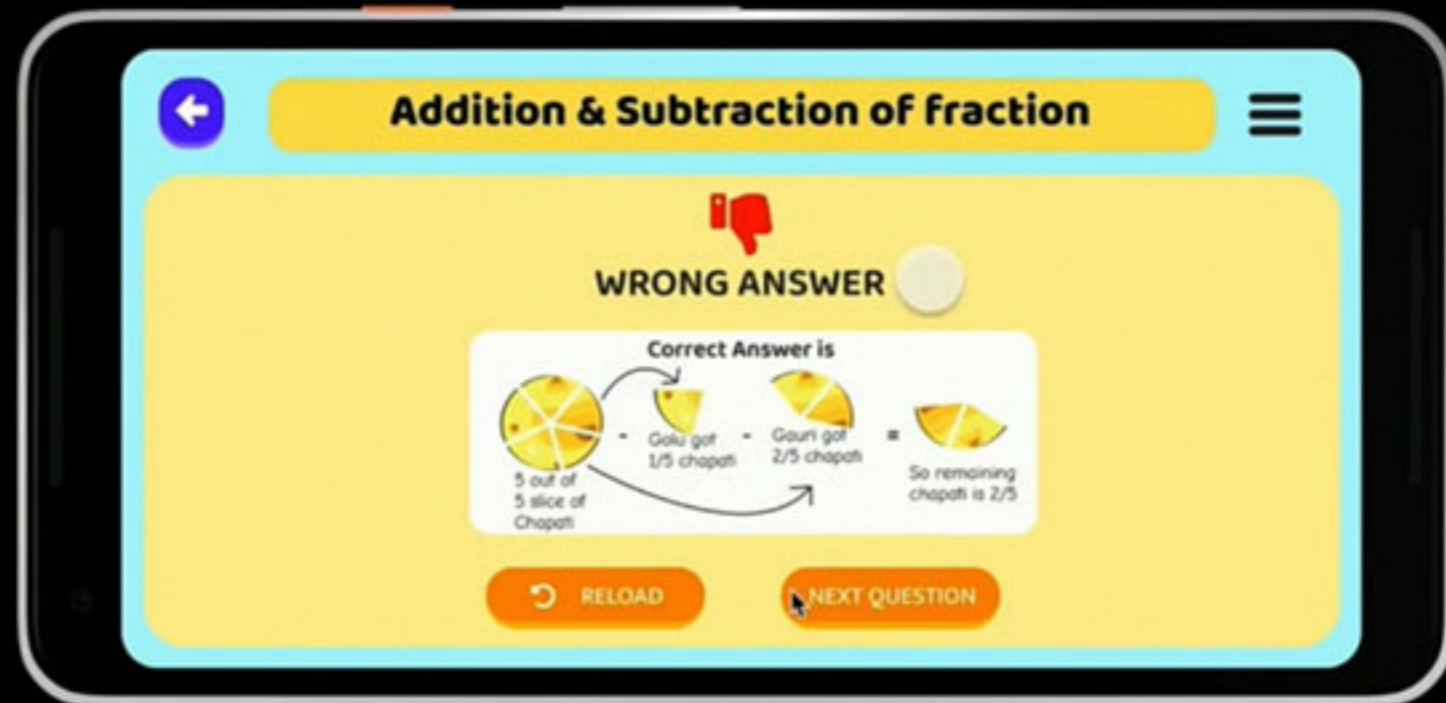 Addition & Subtraction of fraction
WRONG ANSWER
Correct Answer is
5 out of
5 slice of
Chapati
-
Golu got
1/5 chapati
-
Gauri got
2/5 chapati
=
So remaining
chapati is 2/5
RELOAD
NEXT QUESTION